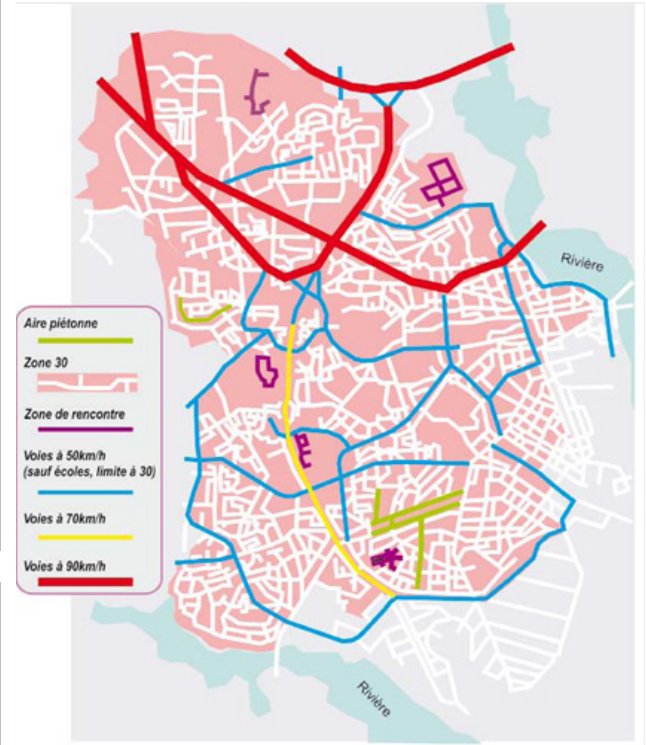 Rivière
Aire piétonne
Zone 30
Zone de rencontre
Voies à 50km/h
(sauf écoles, limite à 30)
Voies à 70km/h
Voies à 90km/h
Rivière